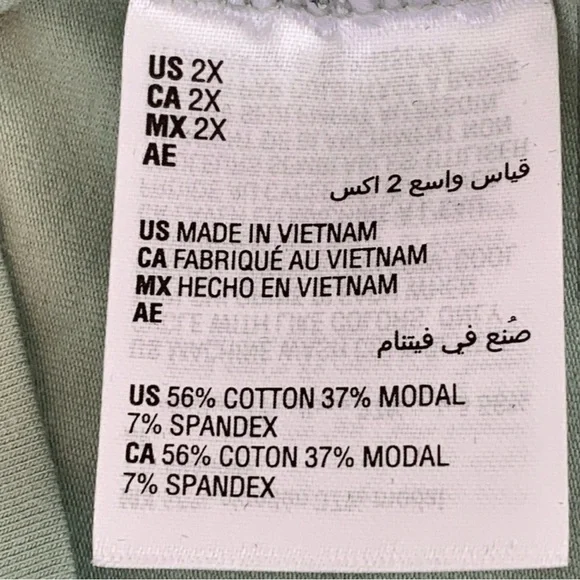 US 2X
CA 2X
MX 2X
AE
قياس واسع 2 اكس
US MADE IN VIETNAM
CA FABRIQUÉ AU VIETNAM
MX HECHO EN VIETNAM
AE
صُنع في فيتنام
US 56% COTTON 37% MODAL
7% SPANDEX
CA 56% COTON 37% MODAL
7% SPANDEX